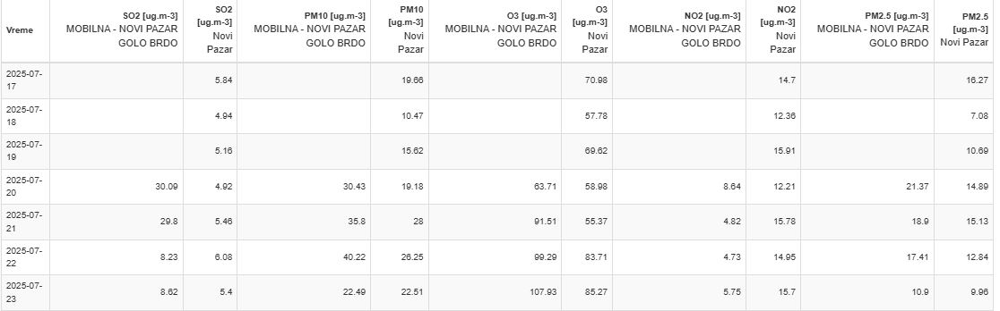 Vreme	SO2 [ug.m-3] MOBILNA - NOVI PAZAR GOLO BRDO	SO2 [ug.m-3] Novi Pazar	PM10 [ug.m-3] MOBILNA - NOVI PAZAR GOLO BRDO	PM10 [ug.m-3] Novi Pazar	O3 [ug.m-3] MOBILNA - NOVI PAZAR GOLO BRDO	O3 [ug.m-3] Novi Pazar	NO2 [ug.m-3] MOBILNA - NOVI PAZAR GOLO BRDO	NO2 [ug.m-3] Novi Pazar	PM2.5 [ug.m-3] MOBILNA - NOVI PAZAR GOLO BRDO	PM2.5 [ug.m-3] Novi Pazar
2025-07-17		5.84		19.66		70.98		14.7		16.27
2025-07-18		4.94		10.47		57.78		12.36		7.08
2025-07-19		5.16		15.62		69.62		15.91		10.69
2025-07-20	30.09	4.92	30.43	19.18	63.71	58.98	8.64	12.21	21.37	14.89
2025-07-21	29.8	5.46	35.8	28	91.51	55.37	4.82	15.78	18.9	15.13
2025-07-22	8.23	6.08	40.22	26.25	99.29	83.71	4.73	14.95	17.41	12.84
2025-07-23	8.62	5.4	22.49	22.51	107.93	85.27	5.75	15.7	10.9	9.96